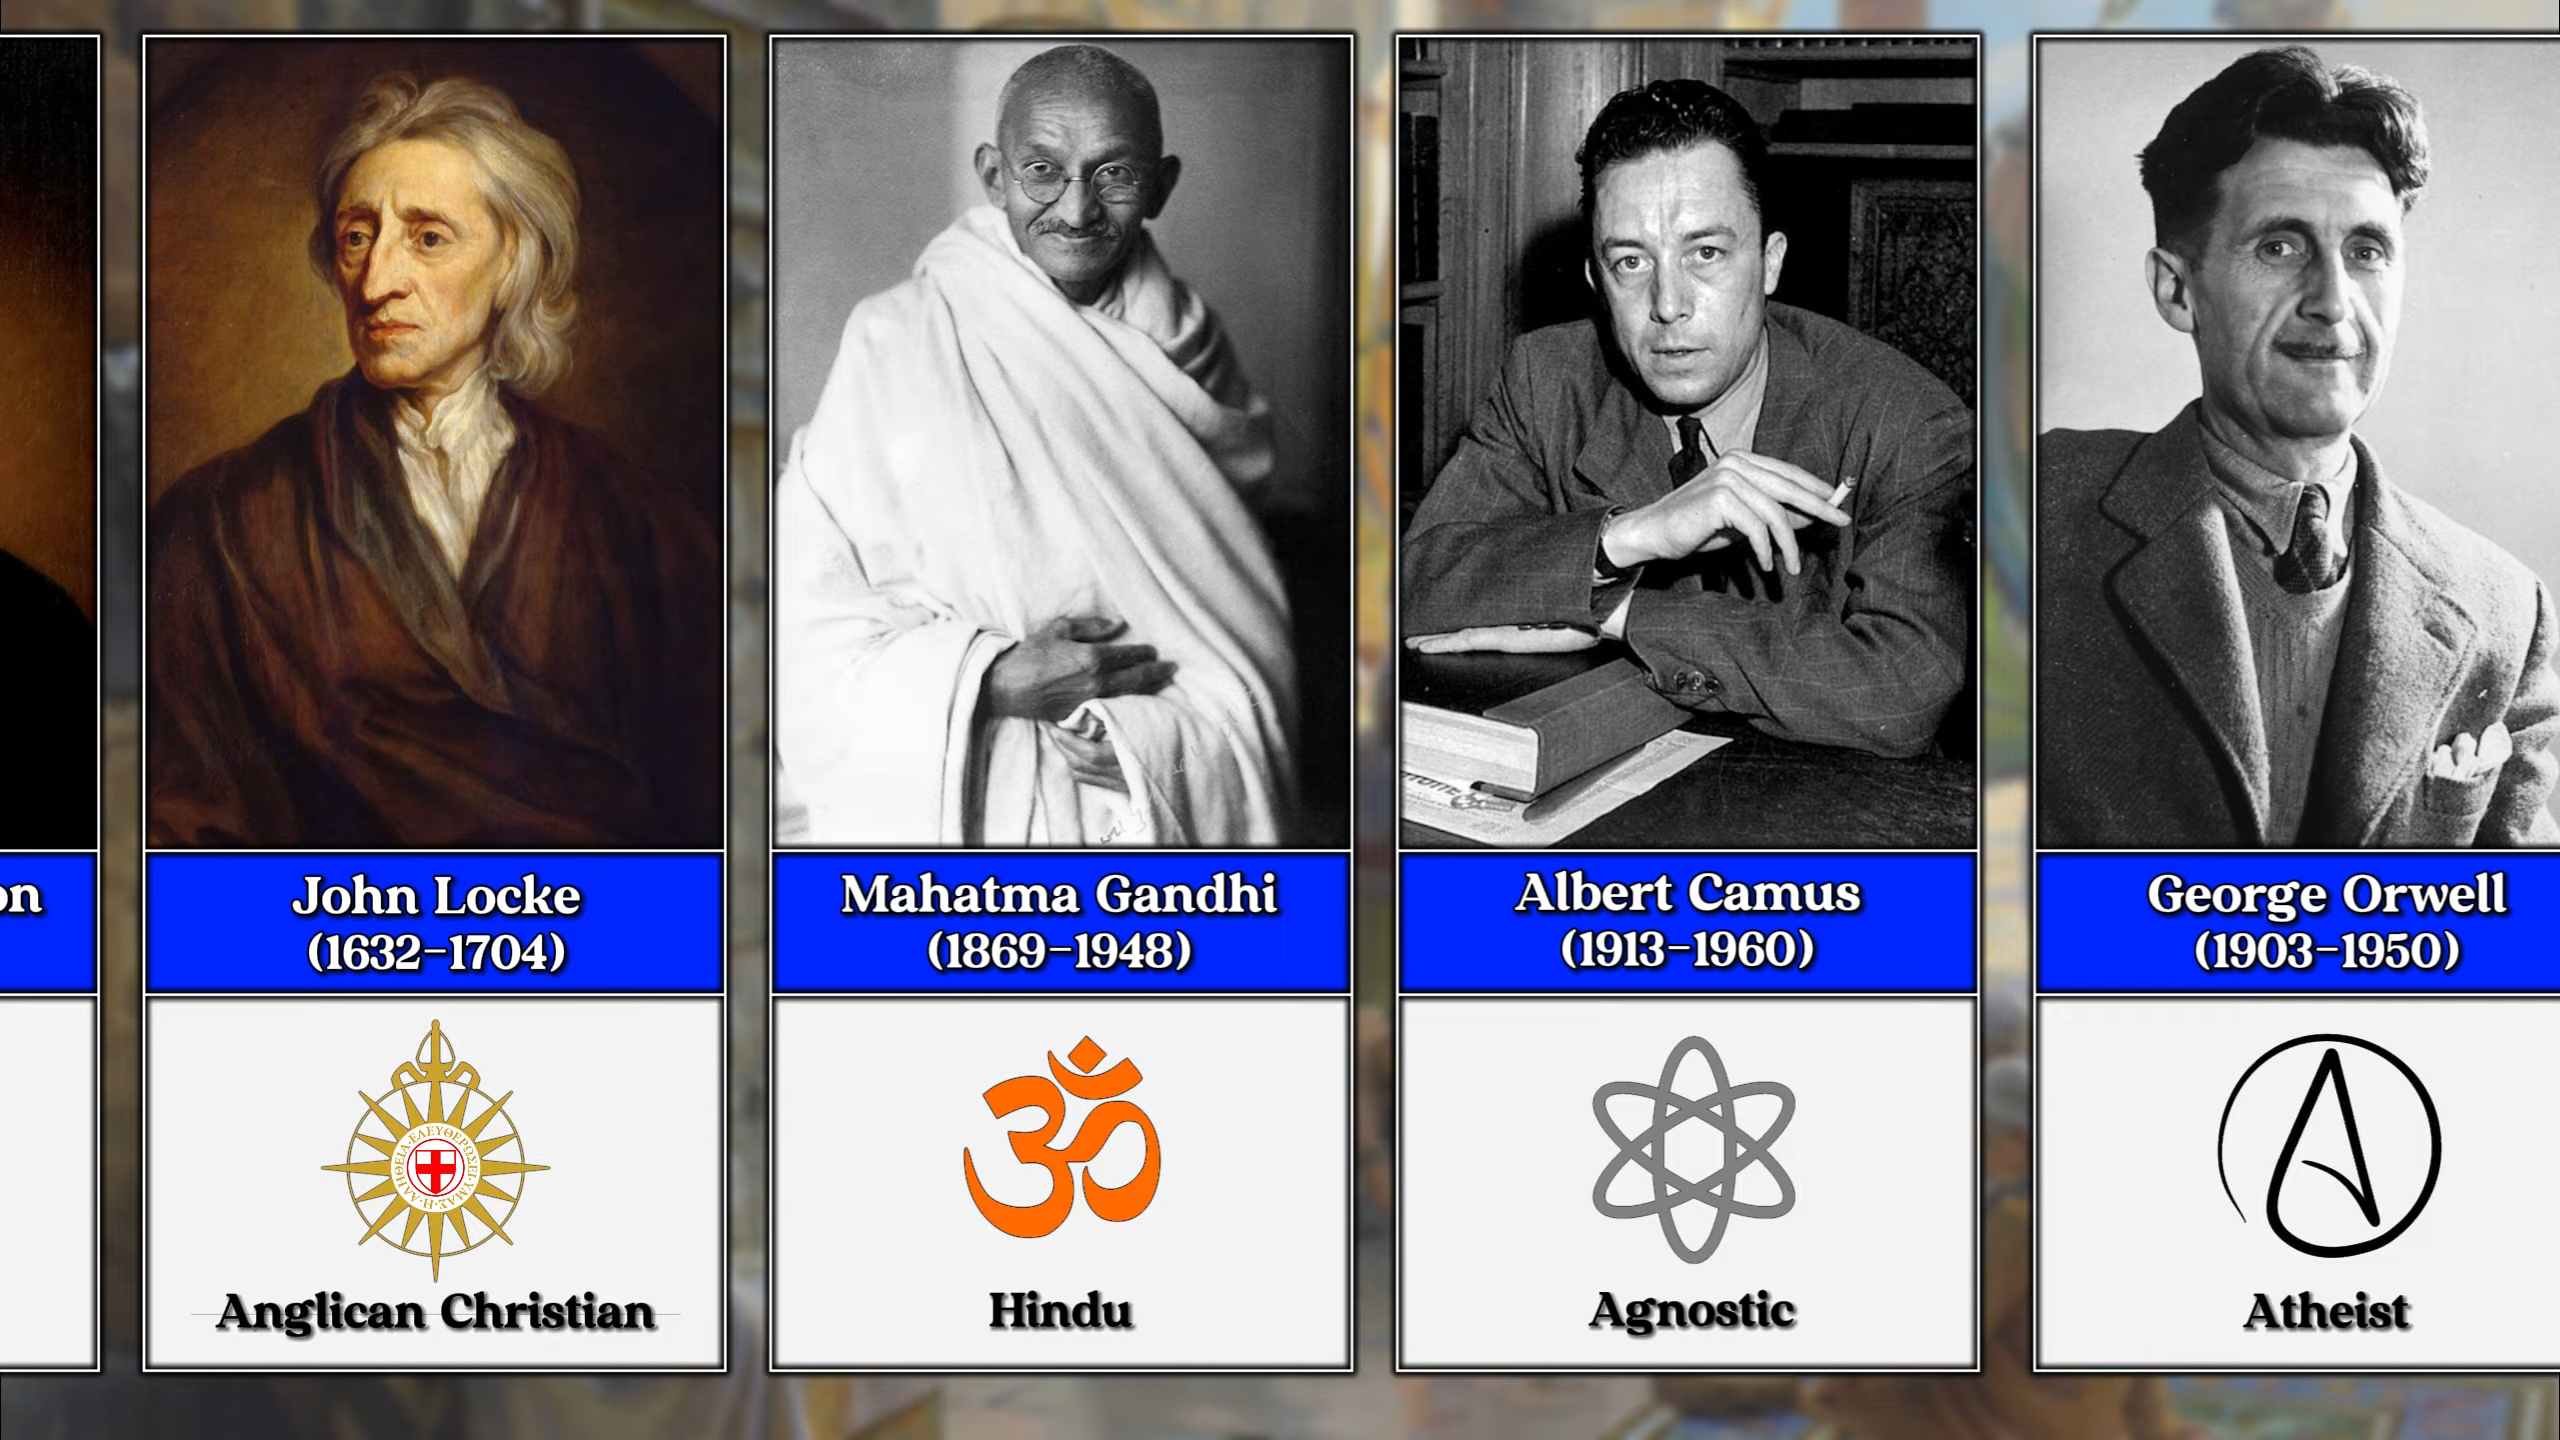 on
John Locke
(1632–1704)
Anglican Christian
Mahatma Gandhi
(1869–1948)
Hindu
Albert Camus
(1913–1960)
Agnostic
George Orwell
(1903–1950)
Atheist